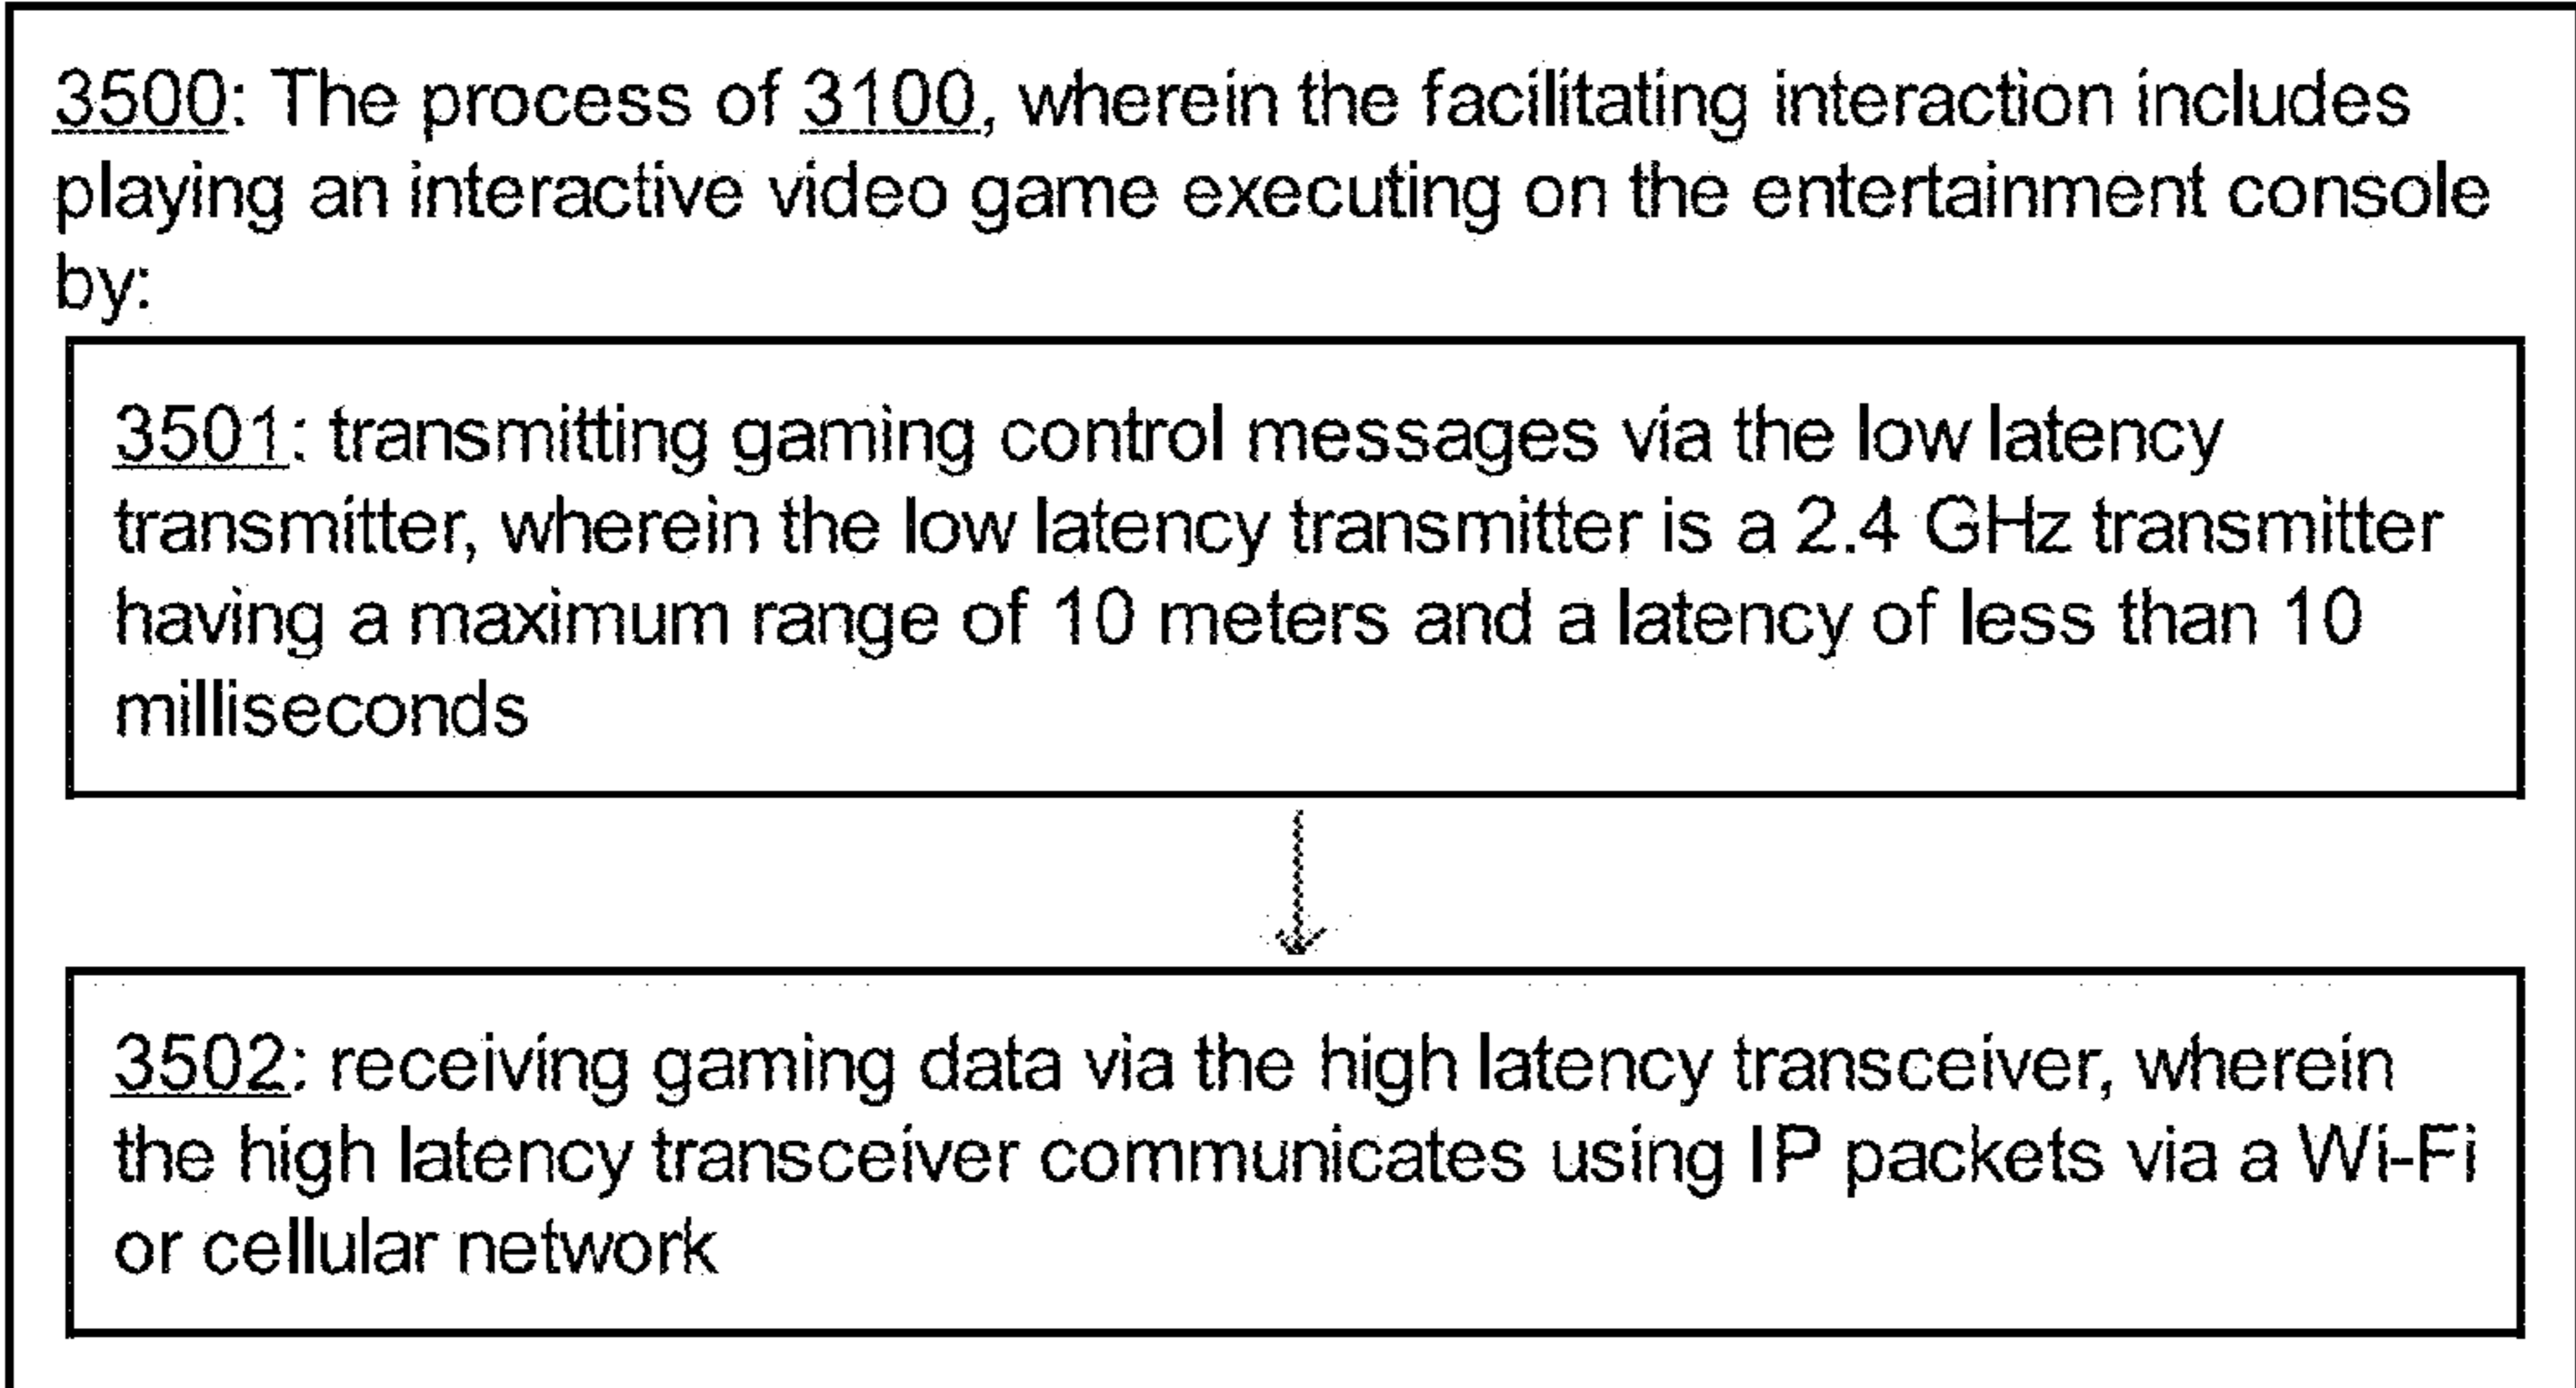 3500: The process of 3100, wherein the facilitating interaction includes
playing an interactive video game executing on the entertainment console
by:
3501: transmitting gaming control messages via the low latency
transmitter, wherein the low latency transmitter is a 2.4 GHz transmitter
having a maximum range of 10 meters and a latency of less than 10
milliseconds
3502: receiving gaming data via the high latency transceiver, wherein
the high latency transceiver communicates using IP packets via a Wi-Fi
or cellular network